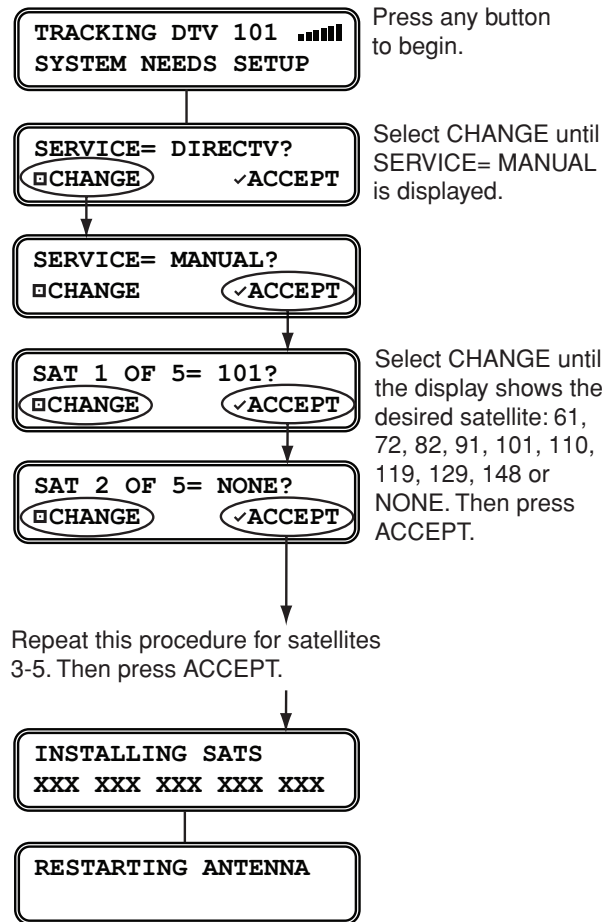 TRACKING DTV 101
SYSTEM NEEDS SETUP
Press any button
to begin.
SERVICE= DIRECTV?
CHANGE ✓ACCEPT
Select CHANGE until
SERVICE= MANUAL
is displayed.
SERVICE= MANUAL?
CHANGE ✓ACCEPT
SAT 1 OF 5= 101?
CHANGE ✓ACCEPT
Select CHANGE until
the display shows the
desired satellite: 61,
72, 82, 91, 101, 110,
119, 129, 148 or
NONE. Then press
ACCEPT.
SAT 2 OF 5= NONE?
CHANGE ✓ACCEPT
Repeat this procedure for satellites
3-5. Then press ACCEPT.
INSTALLING SATS
XXX XXX XXX XXX XXX
RESTARTING ANTENNA